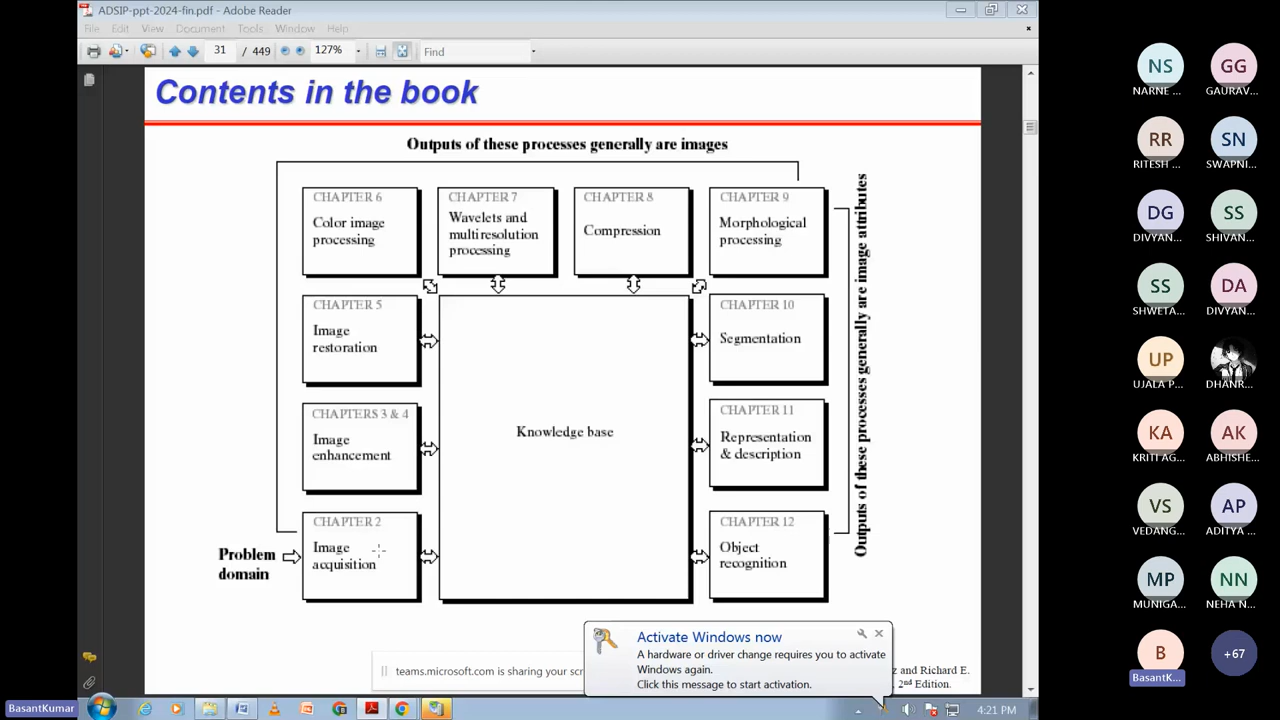 ADSIP-ppt-2024-fin.pdf - Adobe Reader
File Edit View Document Tools Window Help
31 / 449 127% Find
Contents in the book
Outputs of these processes generally are images
CHAPTER 6
Color image
processing
CHAPTER 7
Wavelets and
multiresolution
processing
CHAPTER 8
Compression
CHAPTER 9
Morphological
processing
CHAPTER 5
Image
restoration
CHAPTER 10
Segmentation
CHAPTERS 3 & 4
Image
enhancement
Knowledge base
CHAPTER 11
Representation
& description
Problem
domain
CHAPTER 2
Image
acquisition
CHAPTER 12
Object
recognition
Outputs of these processes generally are image attributes
teams.microsoft.com is sharing your scr
z and Richard E.
2nd Edition.
Activate Windows now
A hardware or driver change requires you to activate
Windows again.
Click this message to start activation.
BasantKumar
4:21 PM
NS
NARNE ...
GG
GAURAV...
RR
RITESH ...
SN
SWAPNI...
DG
DIVYAN...
SS
SHIVAN...
SS
SHWETA...
DA
DIVYAN...
UP
UJALA P...
DHANR...
KA
KRITI AG...
AK
ABHISHE...
VS
VEDANG...
AP
ADITYA ...
MP
MUNIGA...
NN
NEHA N...
B
BasantK...
+67